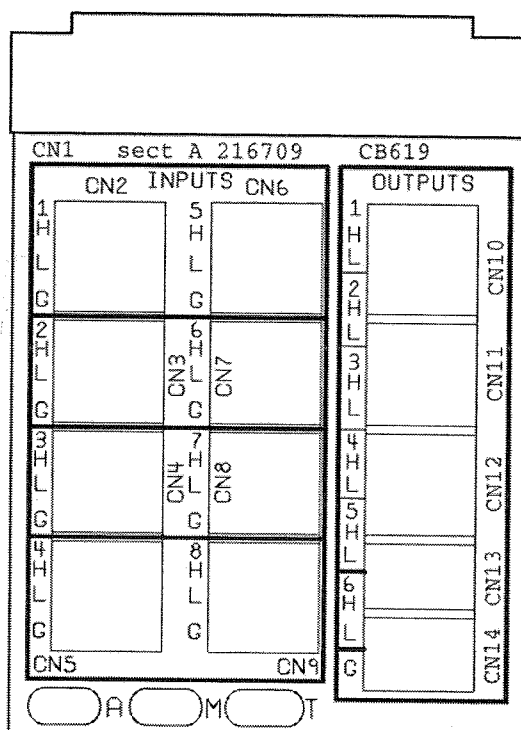 CN1 sect A 216709 CB619
INPUTS
CN2 CN6
1 H L G
5 H L G
2 H L G
CN3
6 H L G
CN7
3 H L G
CN4
7 H L G
CN8
4 H L G
8 H L G
CN5 CN9
OUTPUTS
1 H L
CN10
2 H L
3 H L
CN11
4 H L
CN12
5 H L
CN13
6 H L
G
CN14
A M T